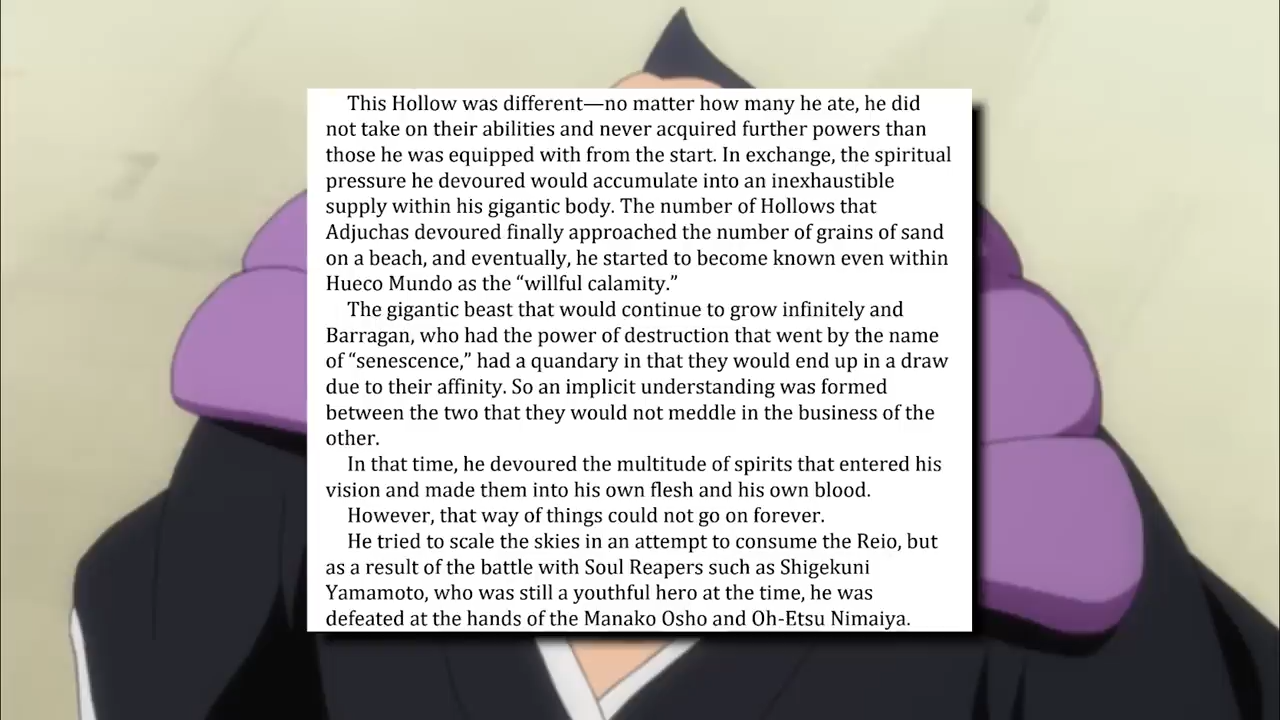 This Hollow was different—no matter how many he ate, he did
not take on their abilities and never acquired further powers than
those he was equipped with from the start. In exchange, the spiritual
pressure he devoured would accumulate into an inexhaustible
supply within his gigantic body. The number of Hollows that
Adjuchas devoured finally approached the number of grains of sand
on a beach, and eventually, he started to become known even within
Hueco Mundo as the “willful calamity.”
The gigantic beast that would continue to grow infinitely and
Barragan, who had the power of destruction that went by the name
of “senescence,” had a quandary in that they would end up in a draw
due to their affinity. So an implicit understanding was formed
between the two that they would not meddle in the business of the
other.
In that time, he devoured the multitude of spirits that entered his
vision and made them into his own flesh and his own blood.
However, that way of things could not go on forever.
He tried to scale the skies in an attempt to consume the Reio, but
as a result of the battle with Soul Reapers such as Shigekuni
Yamamoto, who was still a youthful hero at the time, he was
defeated at the hands of the Manako Osho and Oh-Etsu Nimaiya.